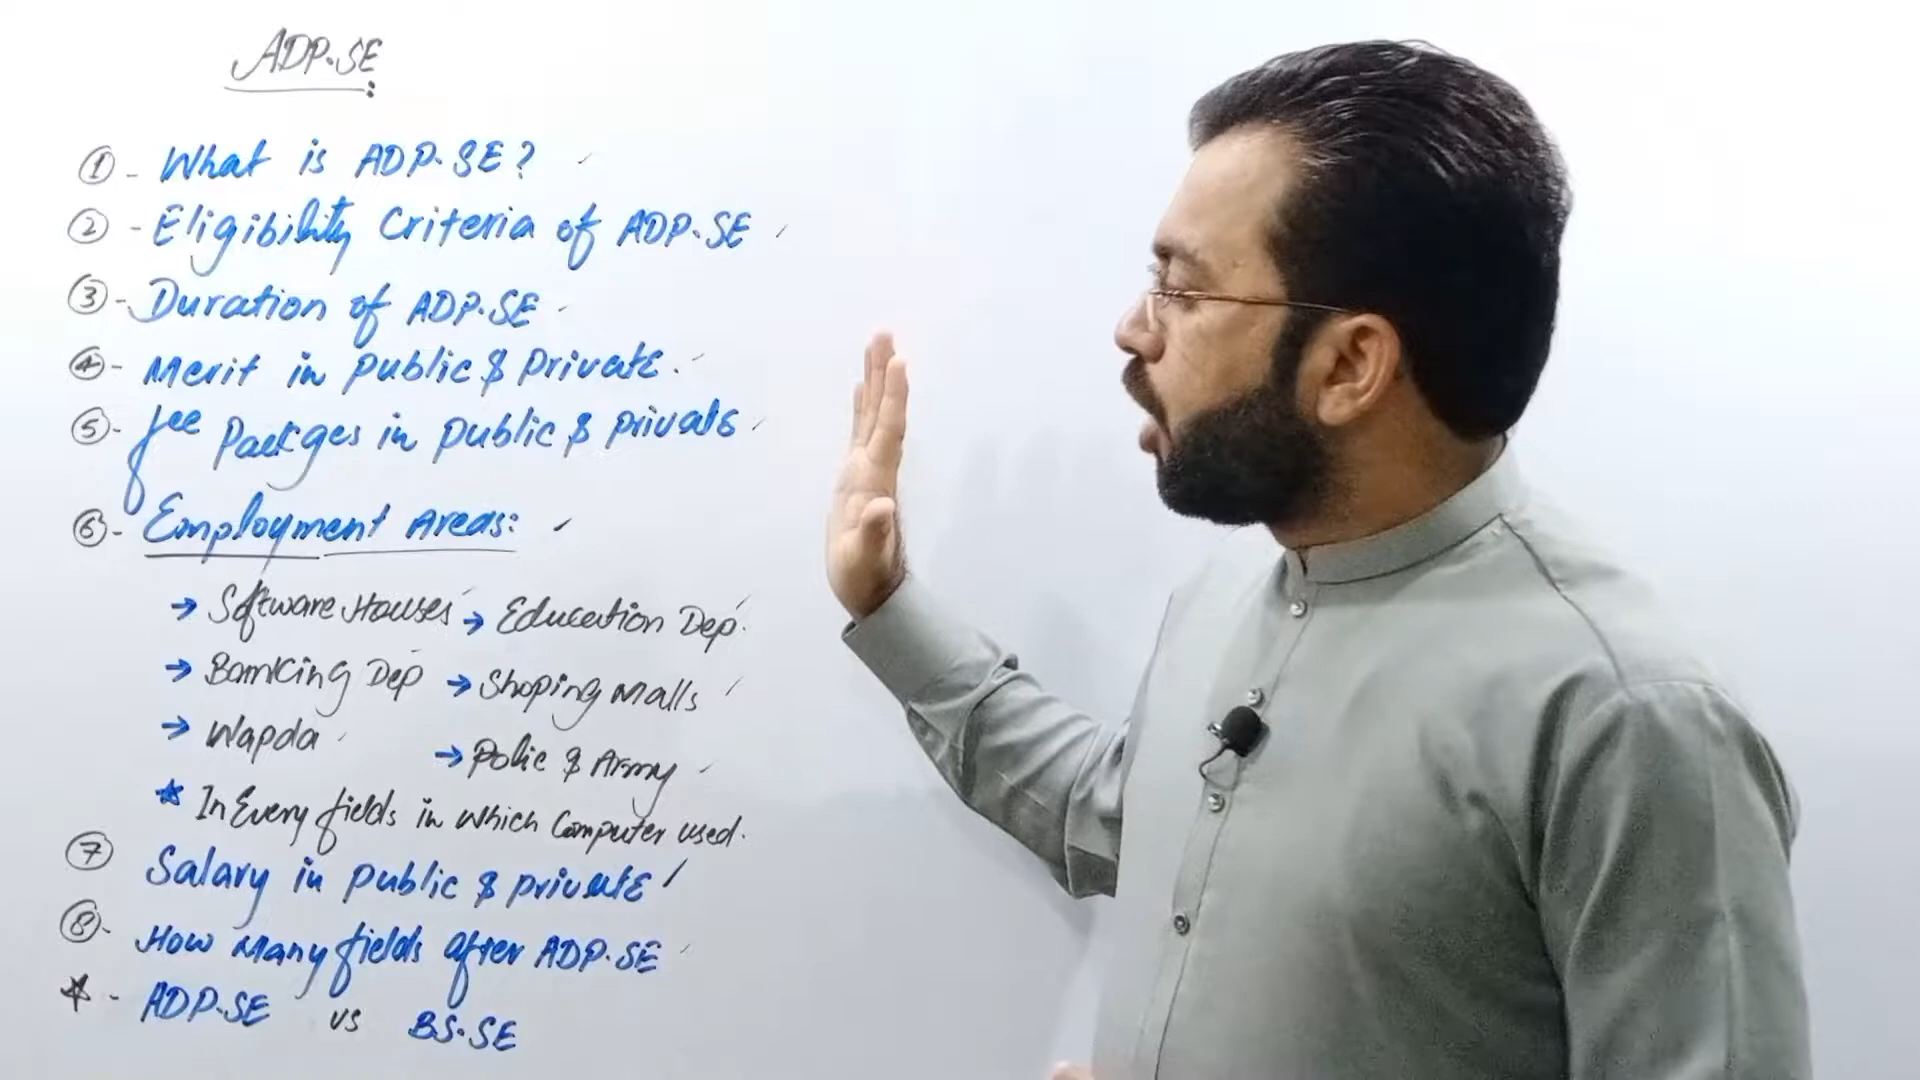 ADP.SE:
① - What is ADP.SE?
② - Eligibility Criteria of ADP.SE
③ - Duration of ADP.SE
④ - Merit in Public & Private.
⑤ - fee Packges in Public & Private
⑥ - Employment Areas:
→ Software Houses → Education Dep.
→ Banking Dep → Shoping Malls
→ Wapda → Polic & Army
★ In Every fields in which Computer used.
⑦ Salary in Public & Private
⑧ - How Many fields after ADP.SE
☆ - ADP.SE vs BS.SE